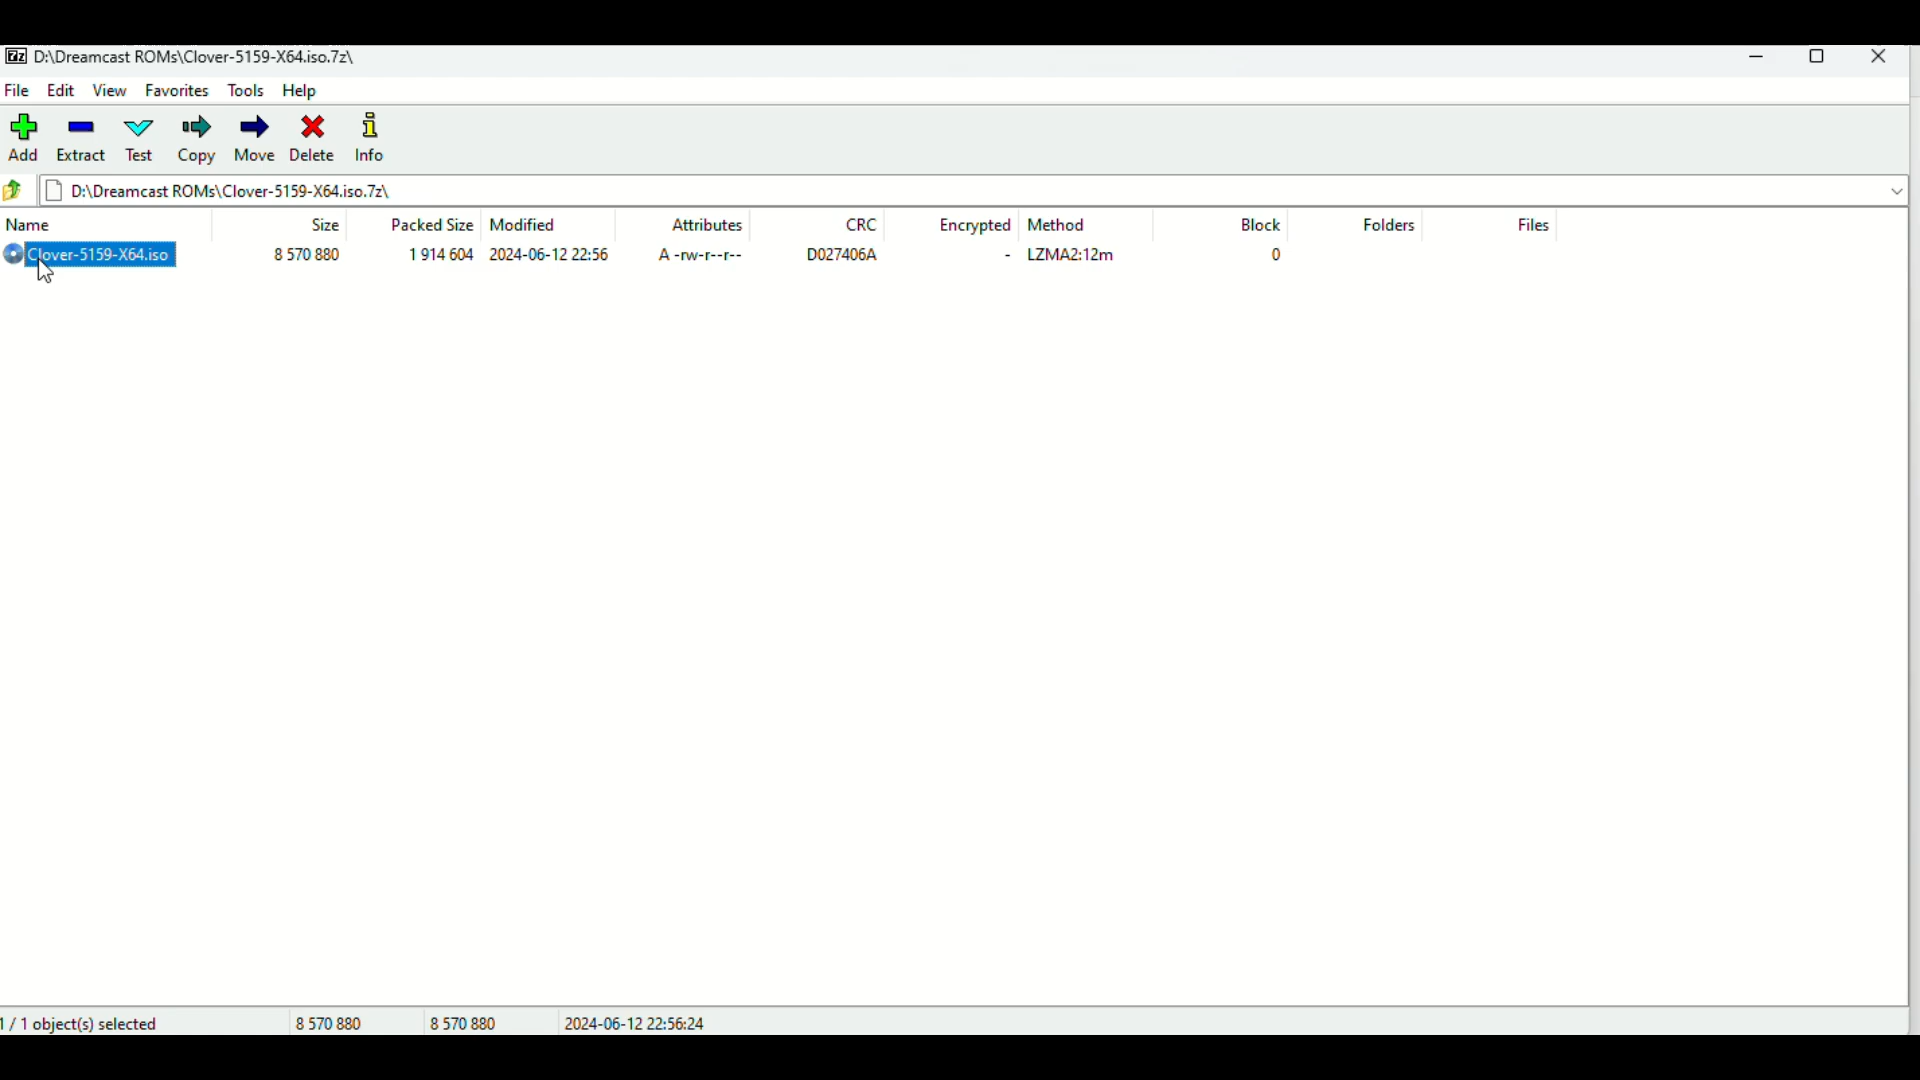 7z D:\Dreamcast ROMs\Clover-5159-X64.iso.7z\
File Edit View Favorites Tools Help
Add Extract Test Copy Move Delete Info
D:\Dreamcast ROMs\Clover-5159-X64.iso.7z\
Name Size Packed Size Modified Attributes CRC Encrypted Method Block Folders Files
Clover-5159-X64.iso 8 570 880 1 914 604 2024-06-12 22:56 A -rw-r--r-- D027406A - LZMA2:12m 0
1 / 1 object(s) selected 8 570 880 8 570 880 2024-06-12 22:56:24